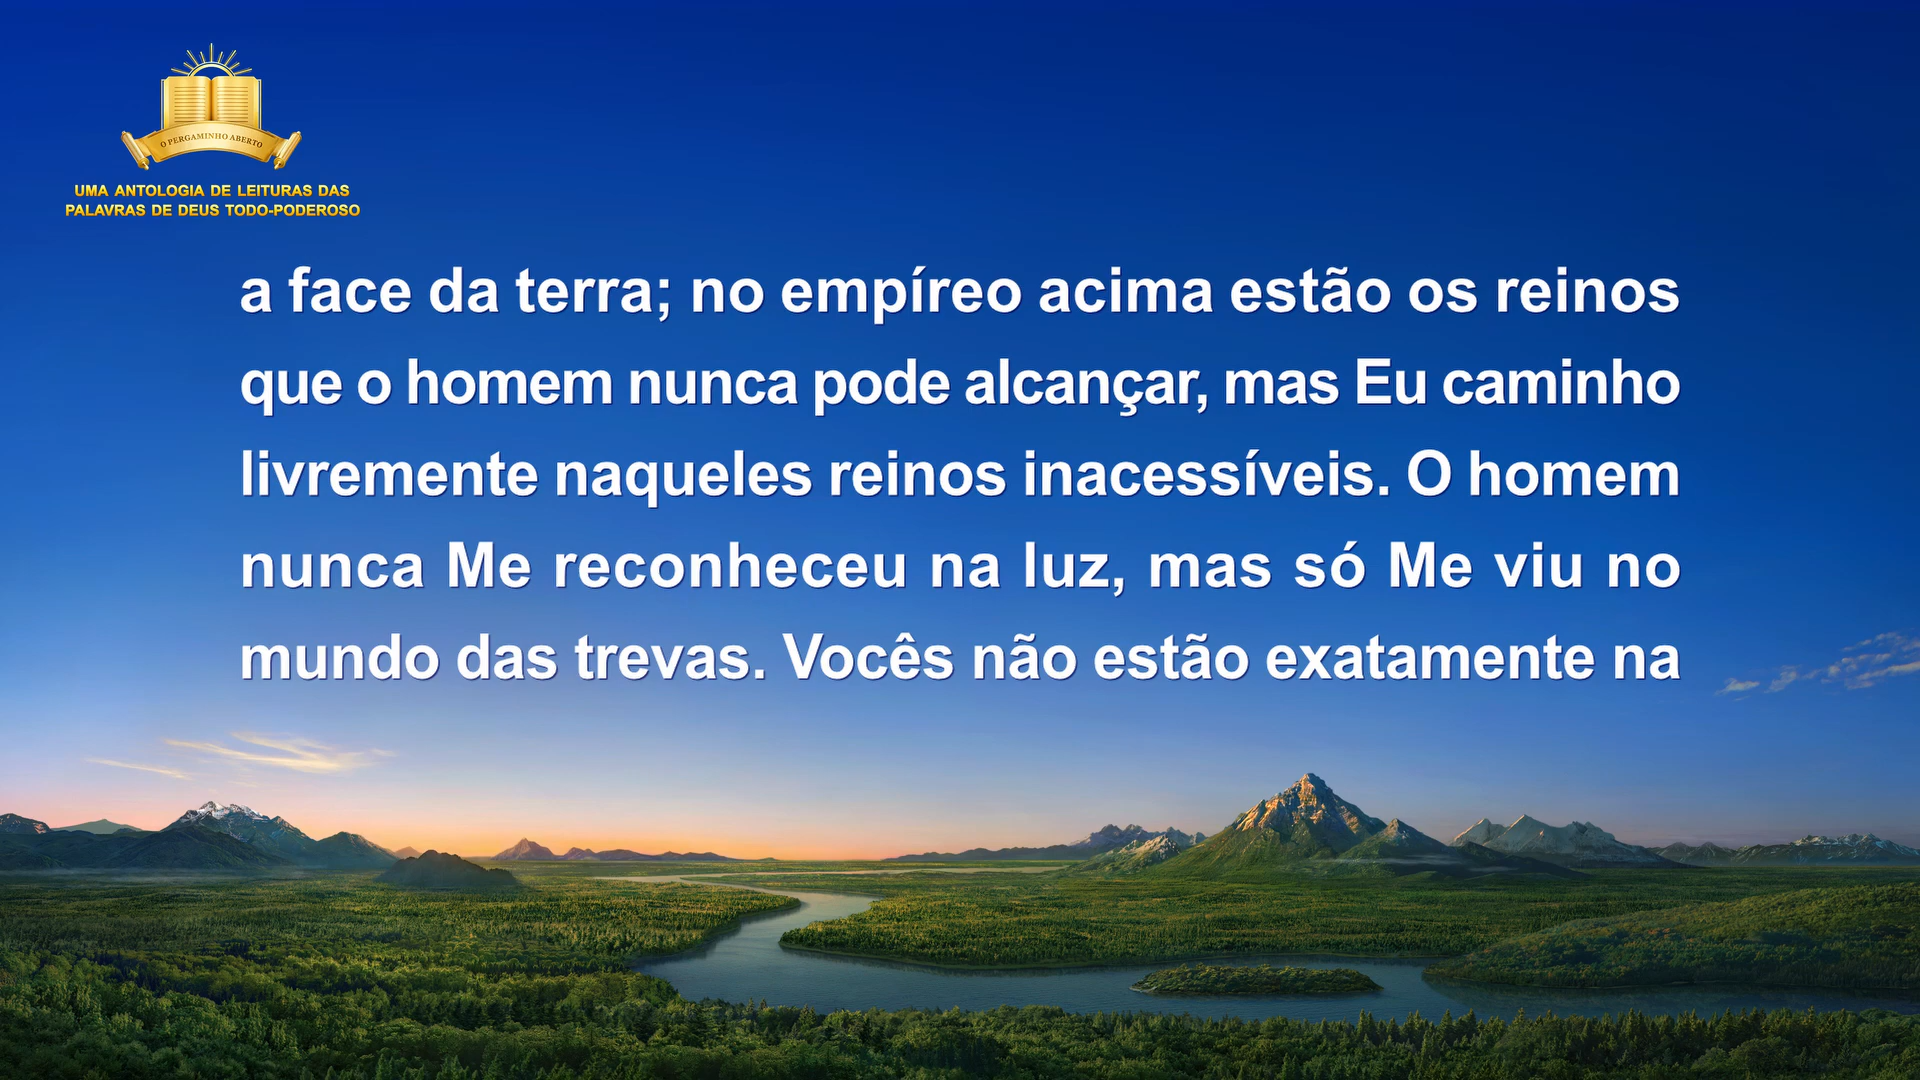 O PERGAMINHO ABERTO
UMA ANTOLOGIA DE LEITURAS DAS
PALAVRAS DE DEUS TODO-PODEROSO
a face da terra; no empíreo acima estão os reinos
que o homem nunca pode alcançar, mas Eu caminho
livremente naqueles reinos inacessíveis. O homem
nunca Me reconheceu na luz, mas só Me viu no
mundo das trevas. Vocês não estão exatamente na